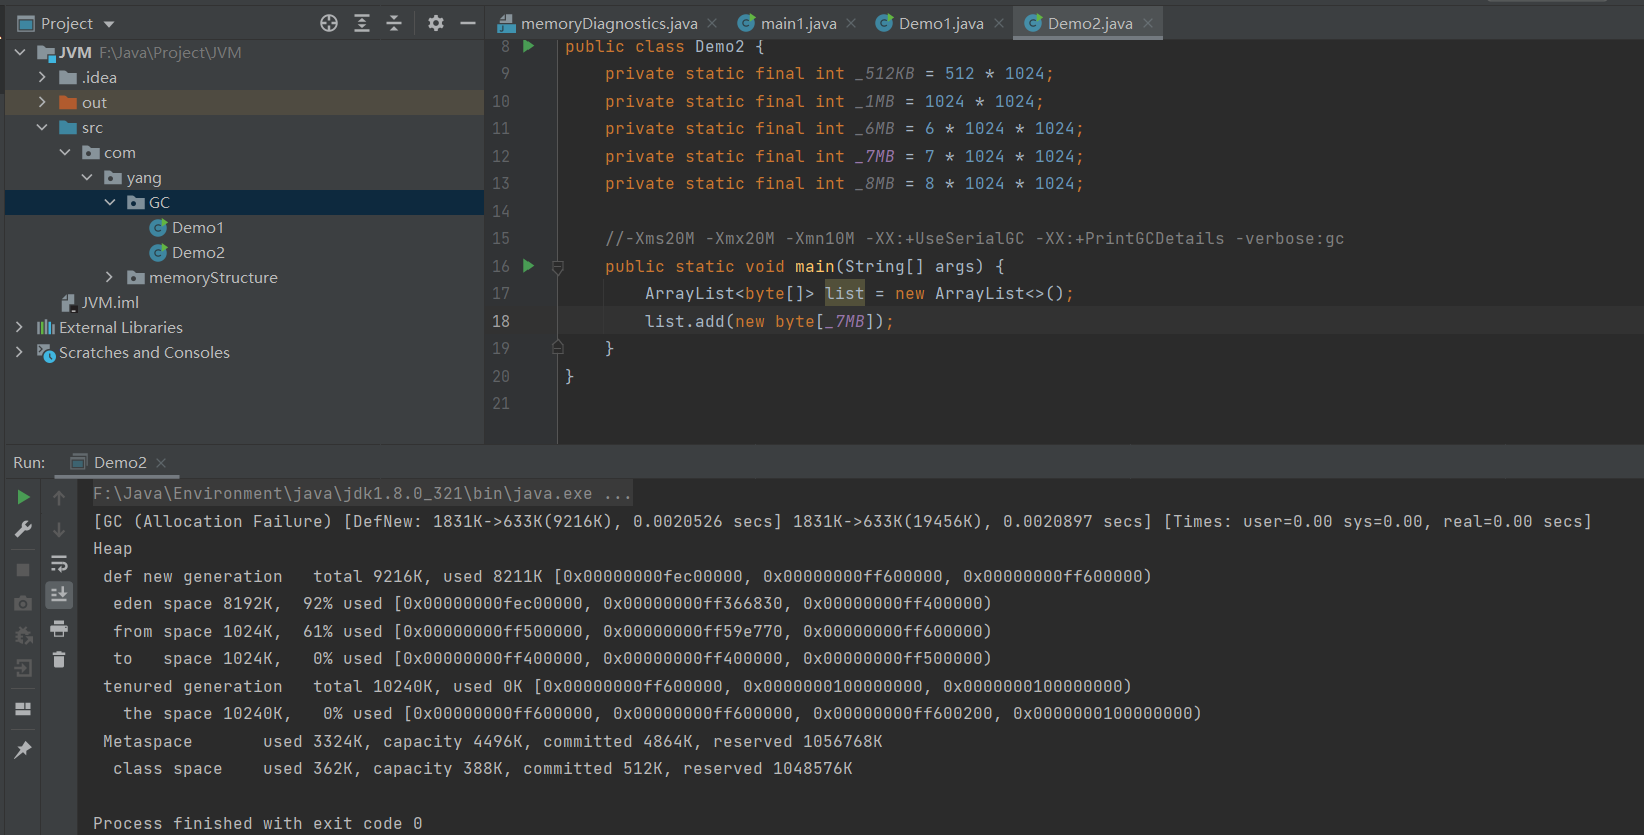 Project
memoryDiagnostics.java
main1.java
Demo1.java
Demo2.java
JVM F:\Java\Project\JVM
.idea
out
src
com
yang
GC
Demo1
Demo2
memoryStructure
JVM.iml
External Libraries
Scratches and Consoles
8 public class Demo2 {
9 private static final int _512KB = 512 * 1024;
10 private static final int _1MB = 1024 * 1024;
11 private static final int _6MB = 6 * 1024 * 1024;
12 private static final int _7MB = 7 * 1024 * 1024;
13 private static final int _8MB = 8 * 1024 * 1024;
14
15 //-Xms20M -Xmx20M -Xmn10M -XX:+UseSerialGC -XX:+PrintGCDetails -verbose:gc
16 public static void main(String[] args) {
17 ArrayList<byte[]> list = new ArrayList<>();
18 list.add(new byte[_7MB]);
19 }
20 }
21
Run: Demo2
F:\Java\Environment\java\jdk1.8.0_321\bin\java.exe ...
[GC (Allocation Failure) [DefNew: 1831K->633K(9216K), 0.0020526 secs] 1831K->633K(19456K), 0.0020897 secs] [Times: user=0.00 sys=0.00, real=0.00 secs]
Heap
def new generation   total 9216K, used 8211K [0x00000000fec00000, 0x00000000ff600000, 0x00000000ff600000)
eden space 8192K,  92% used [0x00000000fec00000, 0x00000000ff366830, 0x00000000ff400000)
from space 1024K,  61% used [0x00000000ff500000, 0x00000000ff59e770, 0x00000000ff600000)
to   space 1024K,   0% used [0x00000000ff400000, 0x00000000ff400000, 0x00000000ff500000)
tenured generation   total 10240K, used 0K [0x00000000ff600000, 0x0000000100000000, 0x0000000100000000)
the space 10240K,   0% used [0x00000000ff600000, 0x00000000ff600000, 0x00000000ff600200, 0x0000000100000000)
Metaspace       used 3324K, capacity 4496K, committed 4864K, reserved 1056768K
class space    used 362K, capacity 388K, committed 512K, reserved 1048576K
Process finished with exit code 0